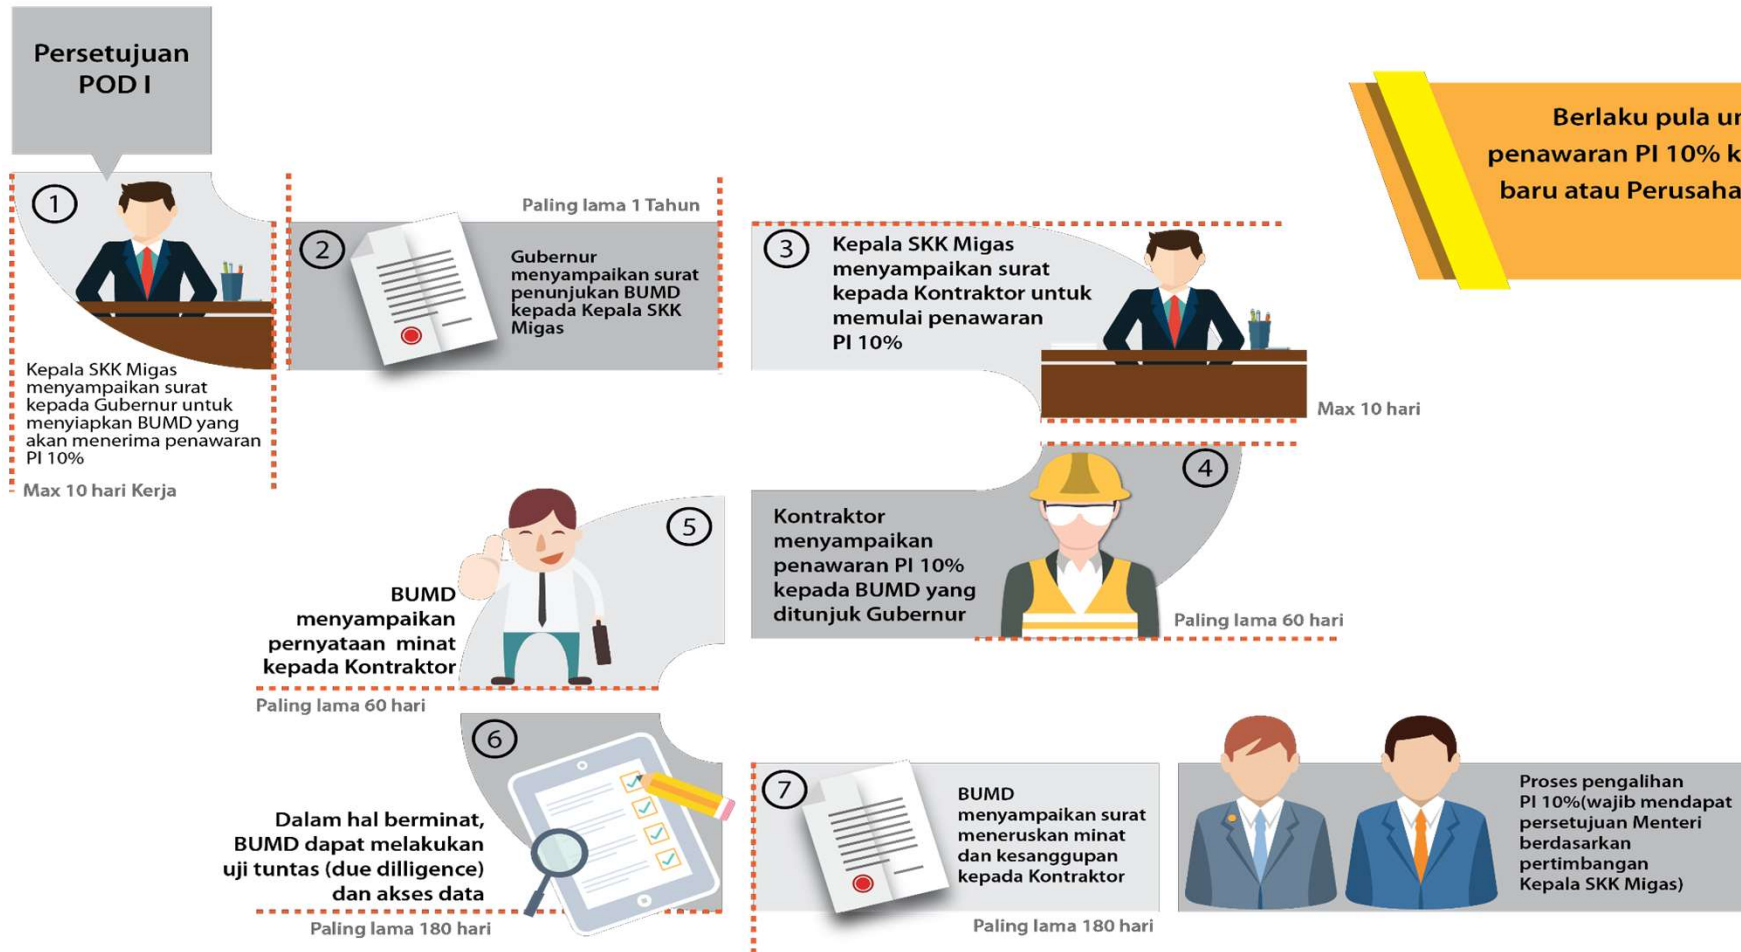 Persetujuan
POD I
Berlaku pula
penawaran PI 10%
baru atau
1
Kepala SKK Migas
menyampaikan surat
kepada Gubernur untuk
menyiapkan BUMD yang
akan menerima penawaran
PI 10%
Max 10 hari Kerja
Paling lama 1 Tahun
2
Gubernur
menyampaikan surat
penunjukan BUMD
kepada Kepala SKK
Migas
3
Kepala SKK Migas
menyampaikan surat
kepada Kontraktor untuk
memulai penawaran
PI 10%
Max 10 hari
4
Kontraktor
menyampaikan
penawaran PI 10%
kepada BUMD yang
ditunjuk Gubernur
Paling lama 60 hari
5
BUMD
menyampaikan
pernyataan minat
kepada Kontraktor
Paling lama 60 hari
6
Dalam hal berminat,
BUMD dapat melakukan
uji tuntas (due dilligence)
dan akses data
Paling lama 180 hari
7
BUMD
menyampaikan surat
meneruskan minat
dan kesanggupan
kepada Kontraktor
Paling lama 180 hari
Proses pengalihan
PI 10%(wajib mendapat
persetujuan Menteri
berdasarkan
pertimbangan
Kepala SKK Migas)